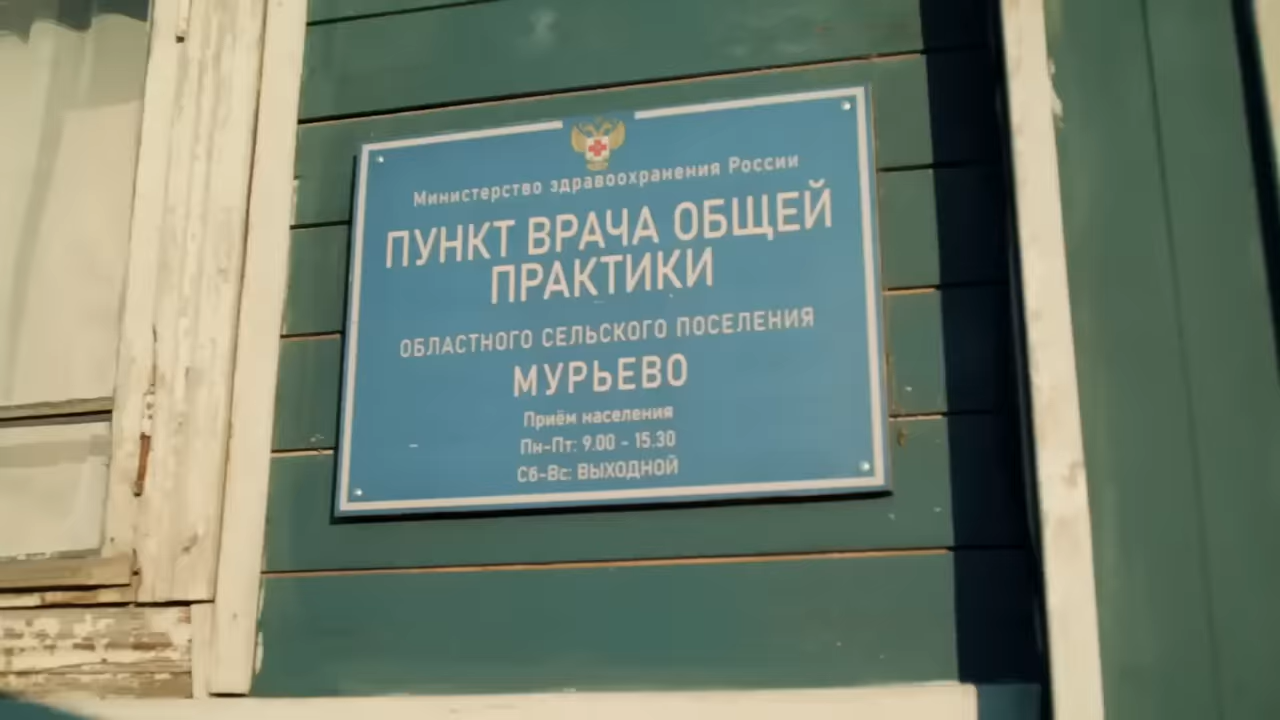 Министерство здравоохранения России
ПУНКТ ВРАЧА ОБЩЕЙ
ПРАКТИКИ
ОБЛАСТНОГО СЕЛЬСКОГО ПОСЕЛЕНИЯ
МУРЬЕВО
Приём населения
Пн-Пт: 9.00 - 15.30
Сб-Вс: ВЫХОДНОЙ